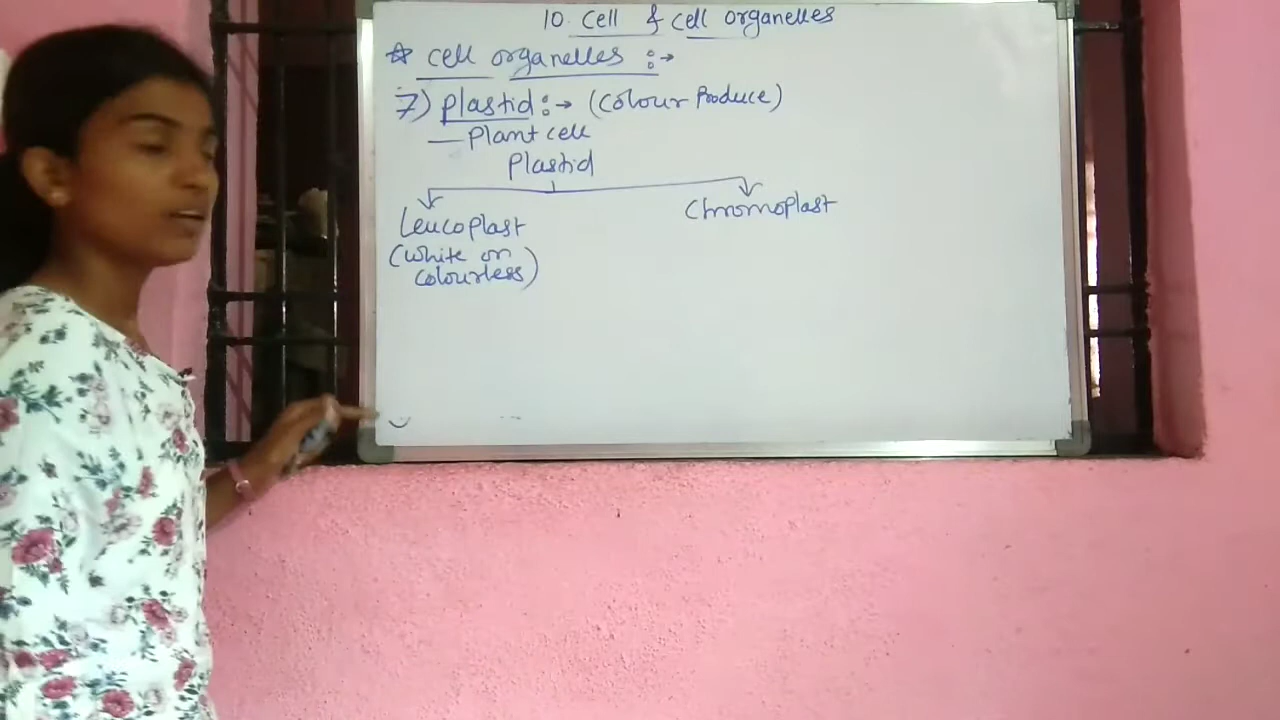 10. Cell & cell organelles
☆ cell organelles :→
7) plastid :→ (colour Produce)
— Plant cell
Plastid
Leucoplast
Chromoplast
(White or
colourless)